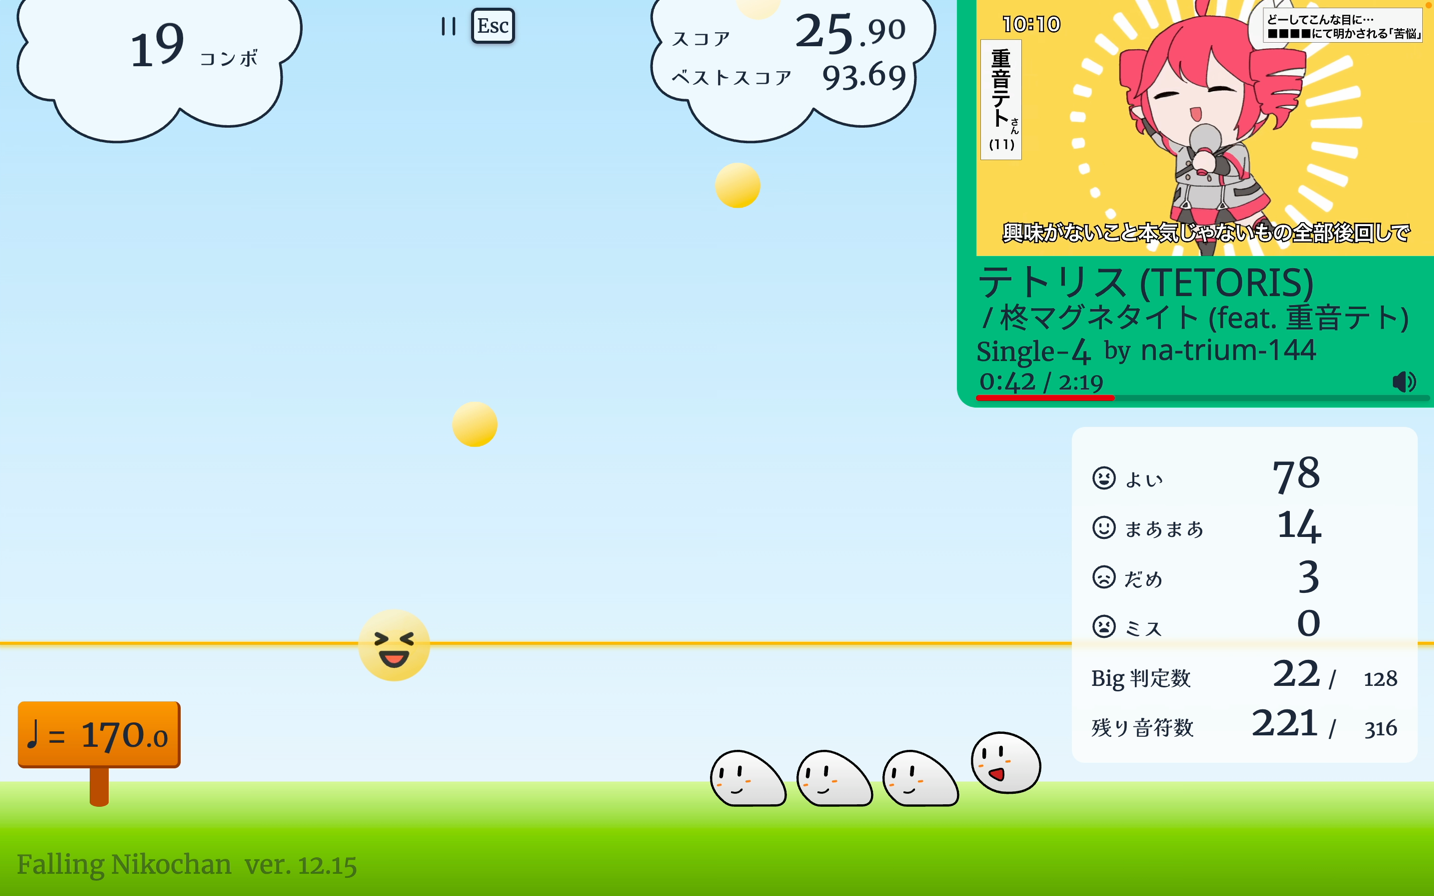 19 コンボ
Esc
スコア 25.90
ベストスコア 93.69
10:10
どーしてこんな目に…
■■■■にて明かされる「苦悩」
重音テトさん
(11)
興味がないこと本気じゃないもの全部後回しで
テトリス (TETORIS)
/ 柊マグネタイト (feat. 重音テト)
Single-4 by na-trium-144
0:42 / 2:19
よい 78
まあまあ 14
だめ 3
ミス 0
Big 判定数 22 / 128
残り音符数 221 / 316
♩= 170.0
Falling Nikochan ver. 12.15